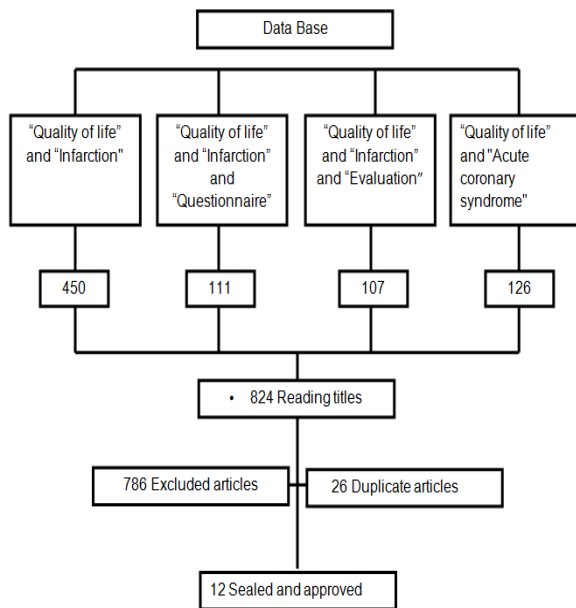 Data Base
“Quality of life”
and “Infarction"
“Quality of life”
and “Infarction”
and
“Questionnaire”
“Quality of life”
and “Infarction”
and “Evaluation”
“Quality of life”
and "Acute
coronary
syndrome"
450
111
107
126
• 824 Reading titles
786 Excluded articles
26 Duplicate articles
12 Sealed and approved